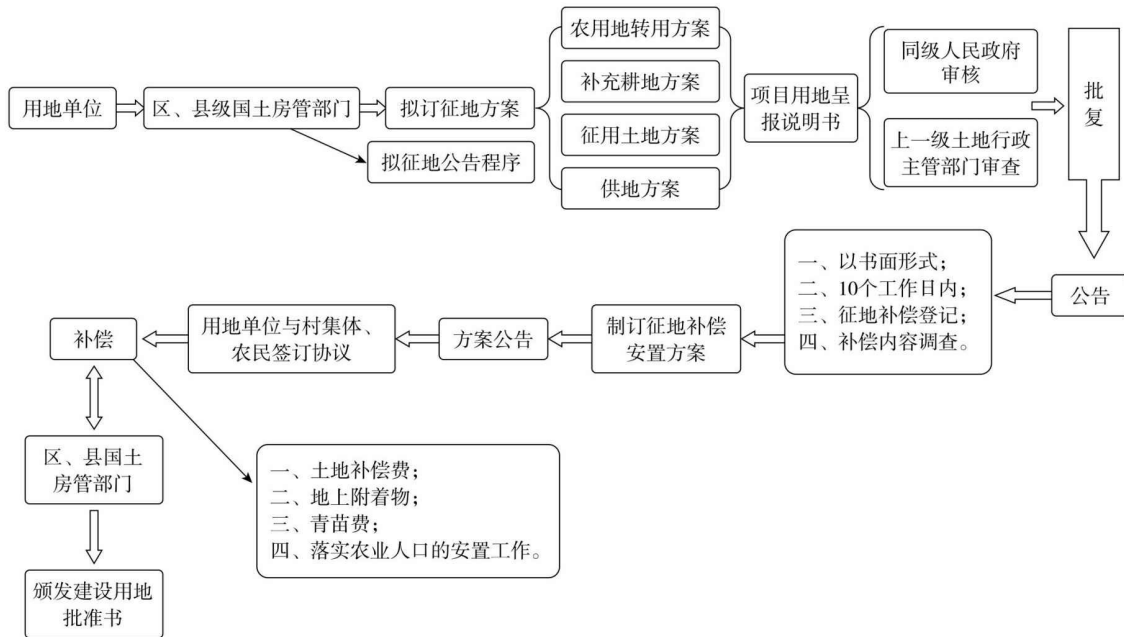 用地单位
区、县级国土房管部门
拟订征地方案
拟征地公告程序
农用地转用方案
补充耕地方案
征用土地方案
供地方案
项目用地呈
报说明书
同级人民政府
审核
上一级土地行政
主管部门审查
批
复
公告
一、以书面形式；
二、10个工作日内；
三、征地补偿登记；
四、补偿内容调查。
制订征地补偿
安置方案
方案公告
用地单位与村集体、
农民签订协议
补偿
一、土地补偿费；
二、地上附着物；
三、青苗费；
四、落实农业人口的安置工作。
区、县国土
房管部门
颁发建设用地
批准书